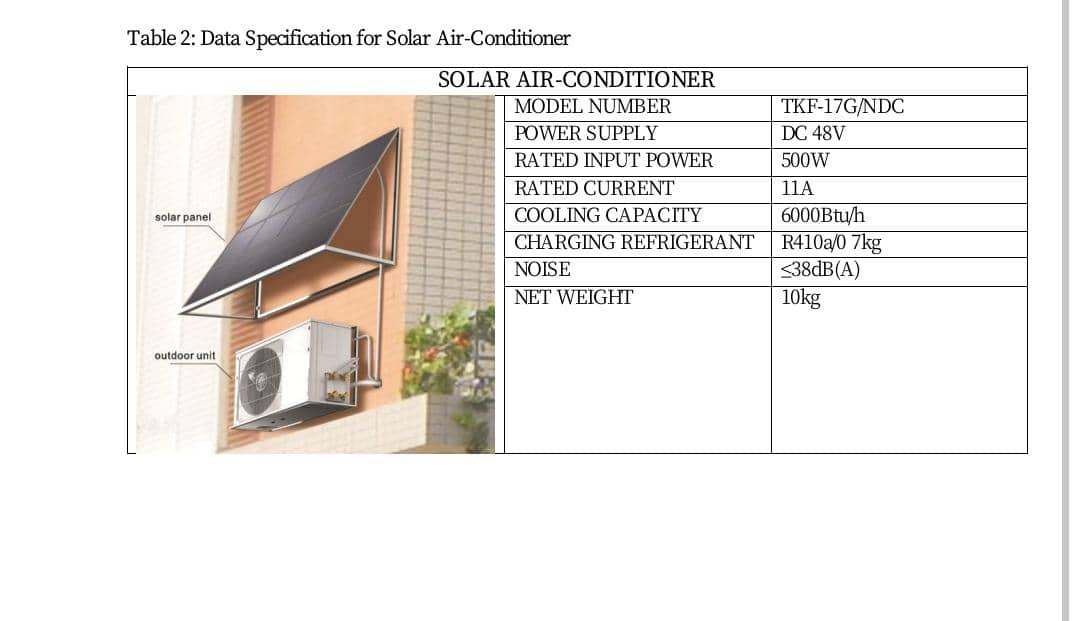 Table 2: Data Specification for Solar Air-Conditioner
SOLAR AIR-CONDITIONER
MODEL NUMBER TKF-17G/NDC
POWER SUPPLY DC 48V
RATED INPUT POWER 500W
RATED CURRENT 11A
COOLING CAPACITY 6000Btu/h
CHARGING REFRIGERANT R410a/0 7kg
NOISE ≤38dB(A)
NET WEIGHT 10kg
solar panel
outdoor unit